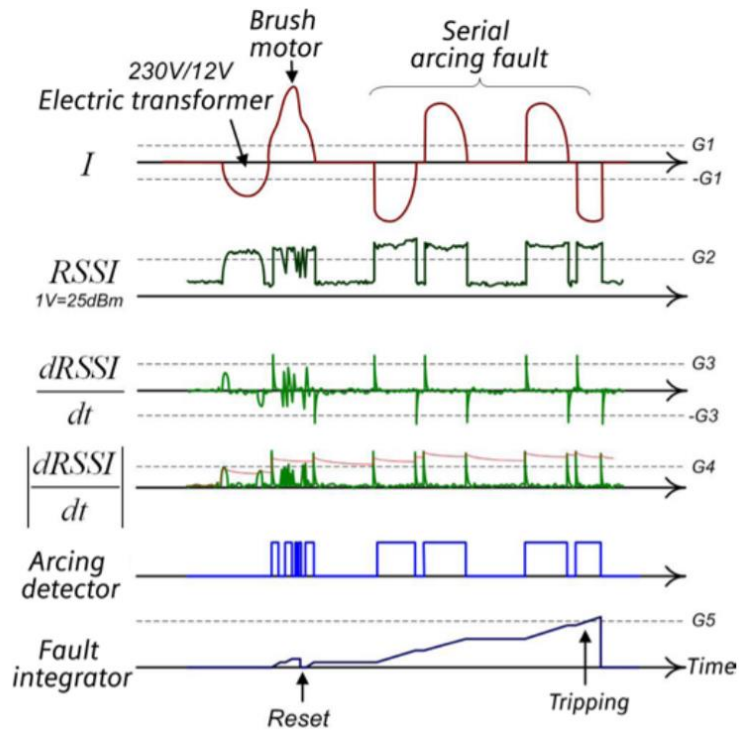 Brush
motor
Serial
arcing fault
230V/12V
Electric transformer
G1
I
-G1
RSSI
1V=25dBm
G2
dRSSI
dt
G3
-G3
|dRSSI
dt|
G4
Arcing
detector
G5
Fault
integrator
Time
Reset
Tripping